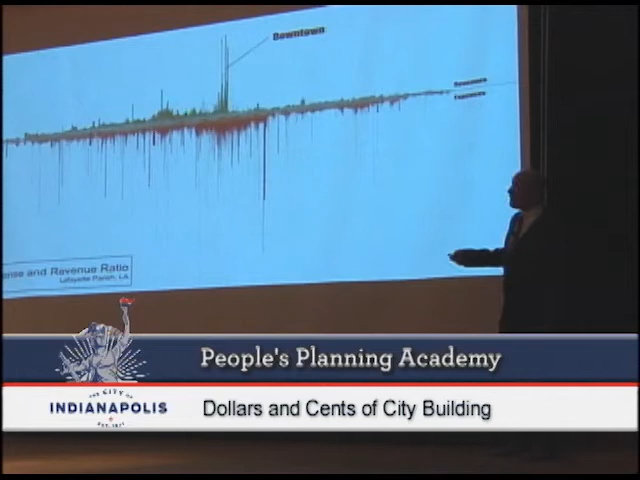 Downtown
Revenues
Expenses
ense and Revenue Ratio
Lafayette Parish, LA
People's Planning Academy
THE CITY OF
INDIANAPOLIS
EST. 1821
Dollars and Cents of City Building